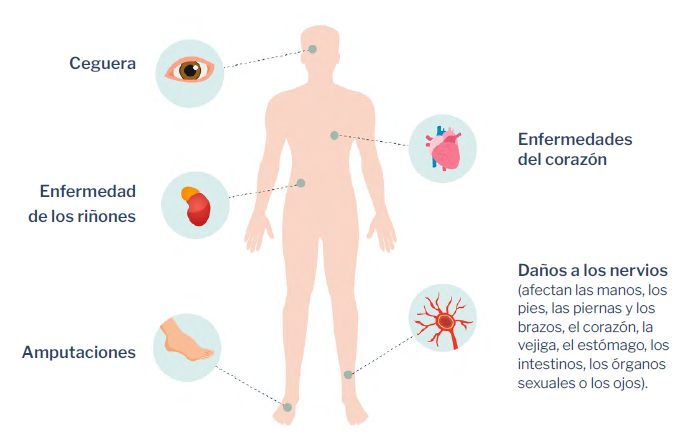 Ceguera
Enfermedades
del corazón
Enfermedad
de los riñones
Daños a los nervios
(afectan las manos, los
pies, las piernas y los
brazos, el corazón, la
vejiga, el estómago, los
intestinos, los órganos
sexuales o los ojos).
Amputaciones